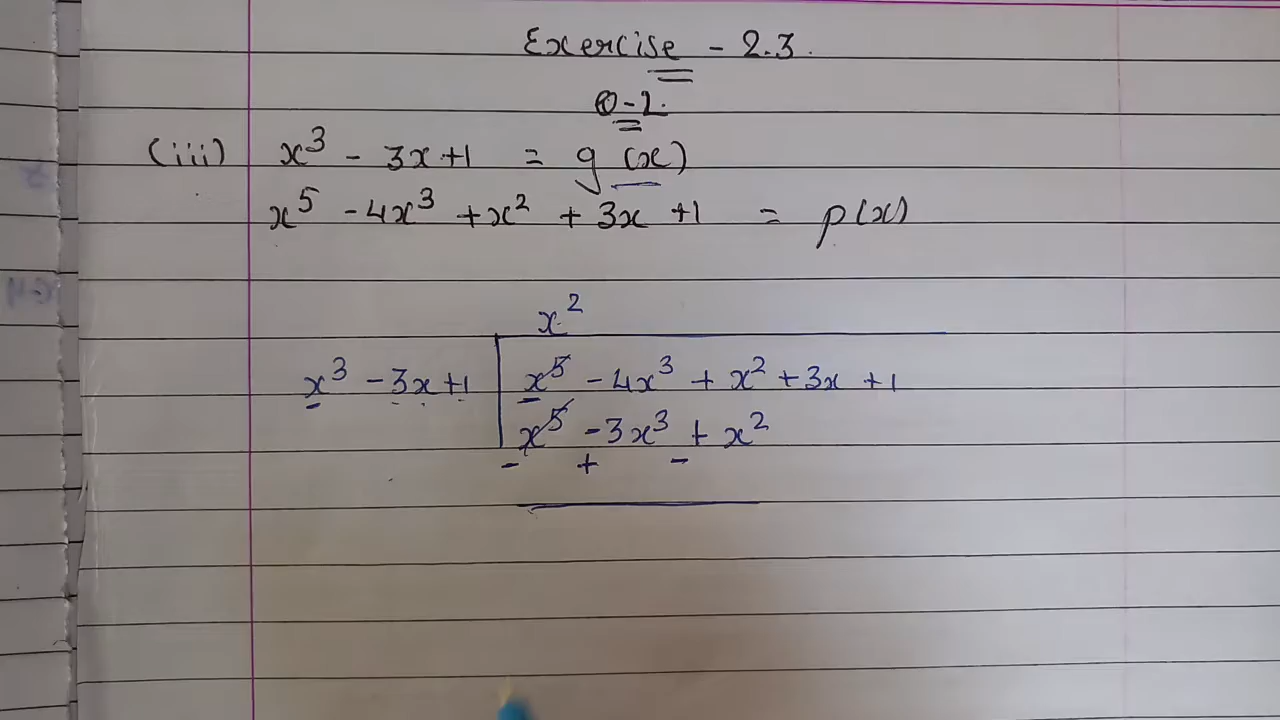 Exercise - 2.3.
Q-2.
(iii) x³ - 3x + 1 = g(x)
x⁵ - 4x³ + x² + 3x + 1 = p(x)
x²
x³ - 3x + 1 x⁵ - 4x³ + x² + 3x + 1
x⁵ - 3x³ + x²
- + -